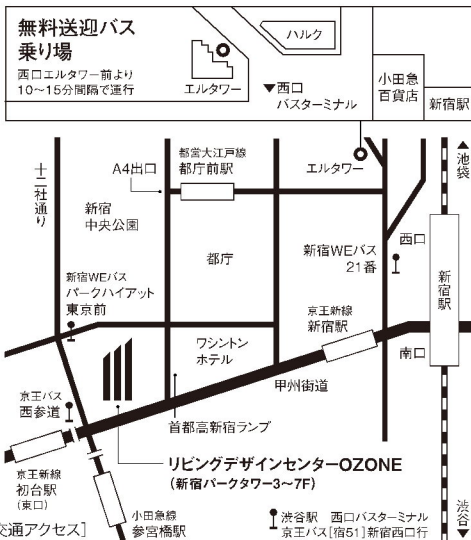 無料送迎バス
乗り場
西口エルタワー前より
10〜15分間隔で運行
ハルク
エルタワー
▼西口
バスターミナル
小田急
百貨店
新宿駅
十二社通り
A4出口
都営大江戸線
都庁前駅
エルタワー
▲池袋
新宿
中央公園
都庁
新宿WEバス
21番
西口
新宿駅
新宿WEバス
パークハイアット
東京前
ワシントン
ホテル
京王新線
新宿駅
南口
甲州街道
京王バス
西参道
首都高新宿ランプ
京王新線
初台駅
(東口)
リビングデザインセンターOZONE
(新宿パークタワー3〜7F)
小田急線
参宮橋駅
渋谷駅 西口バスターミナル
京王バス[宿51]新宿西口行
渋谷▼
交通アクセス]